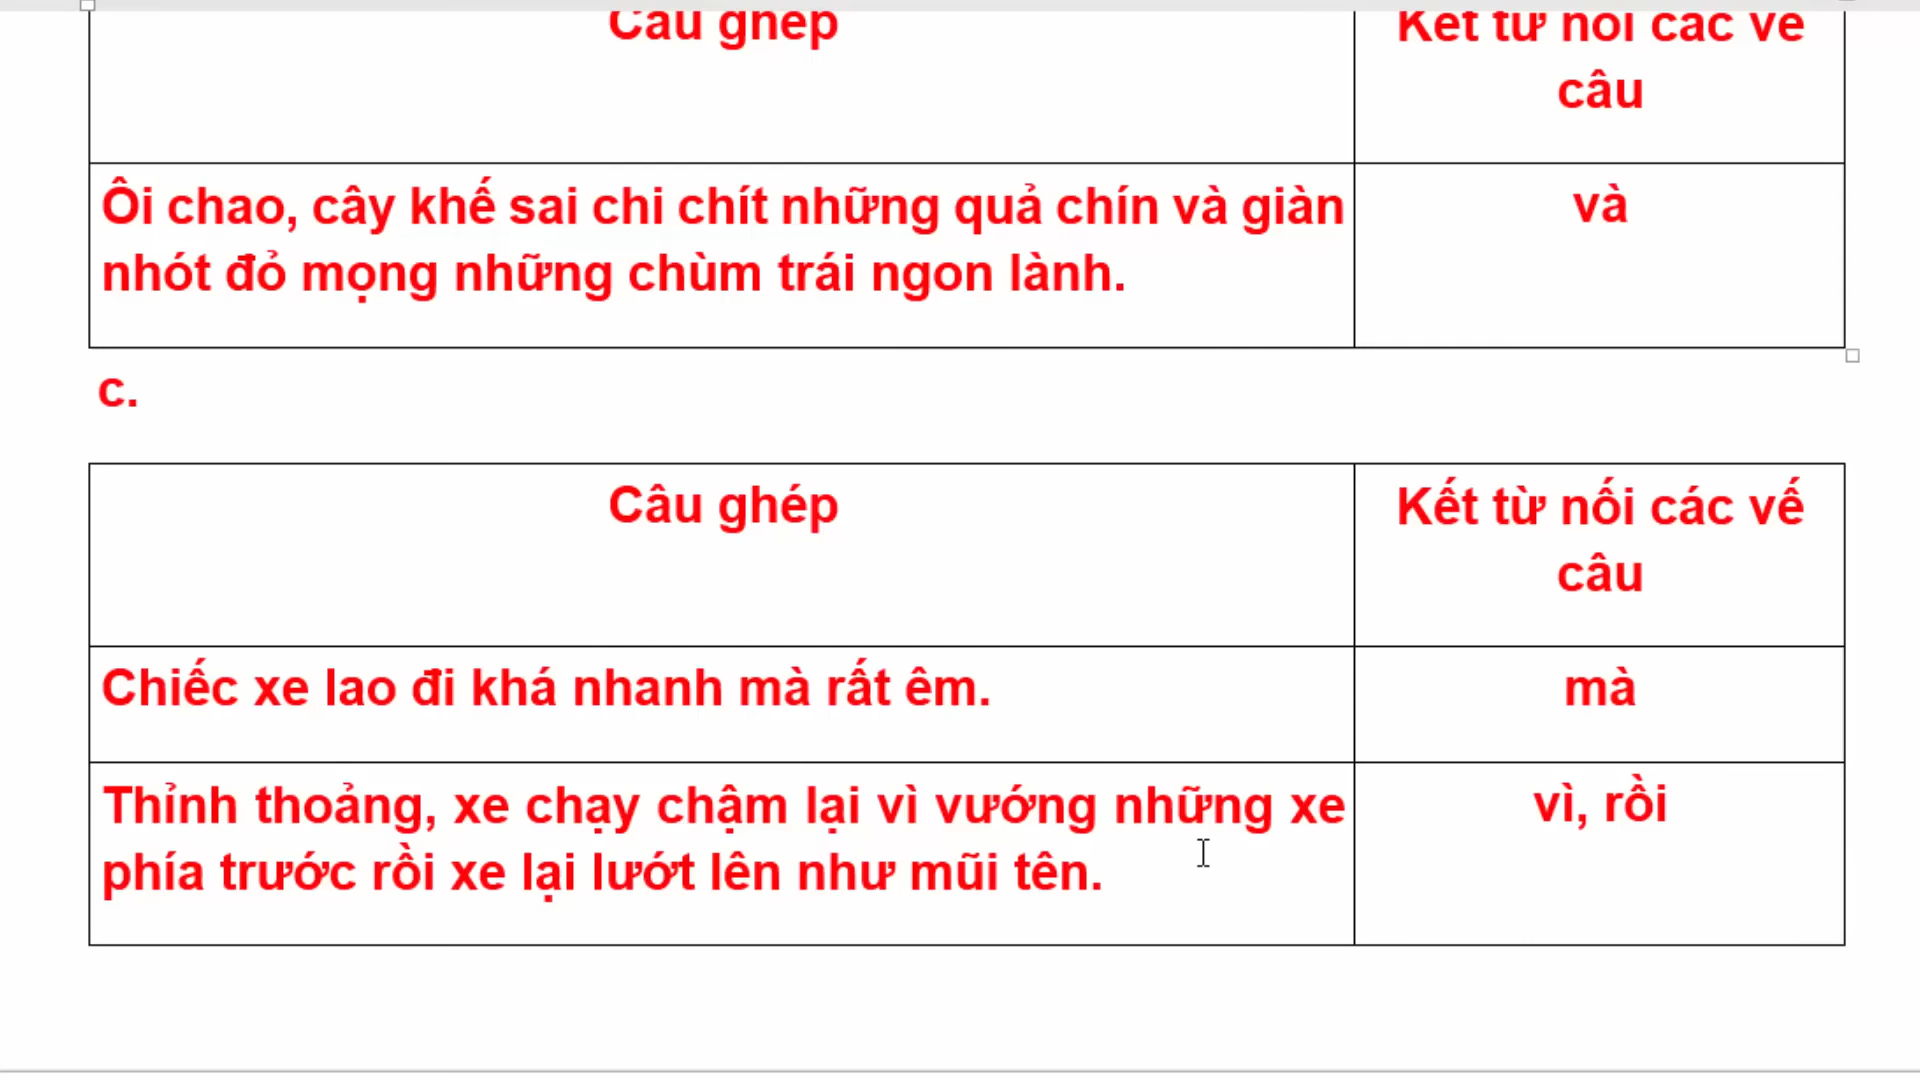 Câu ghép
Kết từ nối các vế
câu
Ôi chao, cây khế sai chi chít những quả chín và giàn
nhót đỏ mọng những chùm trái ngon lành.
và
c.
Câu ghép
Kết từ nối các vế
câu
Chiếc xe lao đi khá nhanh mà rất êm.
mà
Thỉnh thoảng, xe chạy chậm lại vì vướng những xe
phía trước rồi xe lại lướt lên như mũi tên.
vì, rồi